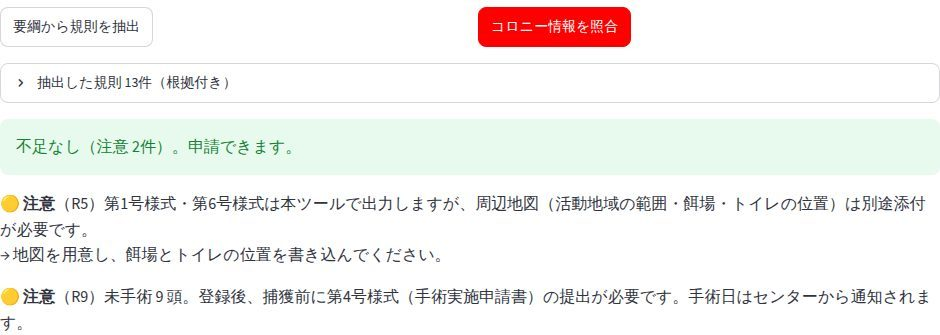 要綱から規則を抽出
コロニー情報を照合
抽出した規則 13件（根拠付き）
不足なし（注意 2件）。申請できます。
注意（R5）第1号様式・第6号様式は本ツールで出力しますが、周辺地図（活動地域の範囲・餌場・トイレの位置）は別途添付
が必要です。
→ 地図を用意し、餌場とトイレの位置を書き込んでください。
注意（R9）未手術 9 頭。登録後、捕獲前に第4号様式（手術実施申請書）の提出が必要です。手術日はセンターから通知されま
す。